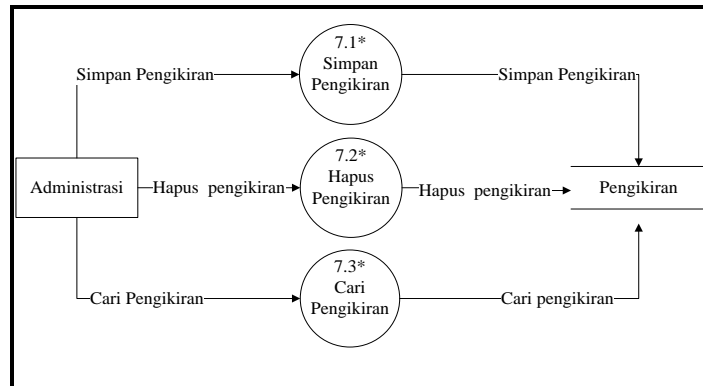 7.1*
Simpan
Pengikiran
Simpan Pengikiran
Simpan Pengikiran
7.2*
Hapus
Pengikiran
Administrasi
Hapus pengikiran
Hapus pengikiran
Pengikiran
7.3*
Cari
Pengikiran
Cari Pengikiran
Cari pengikiran